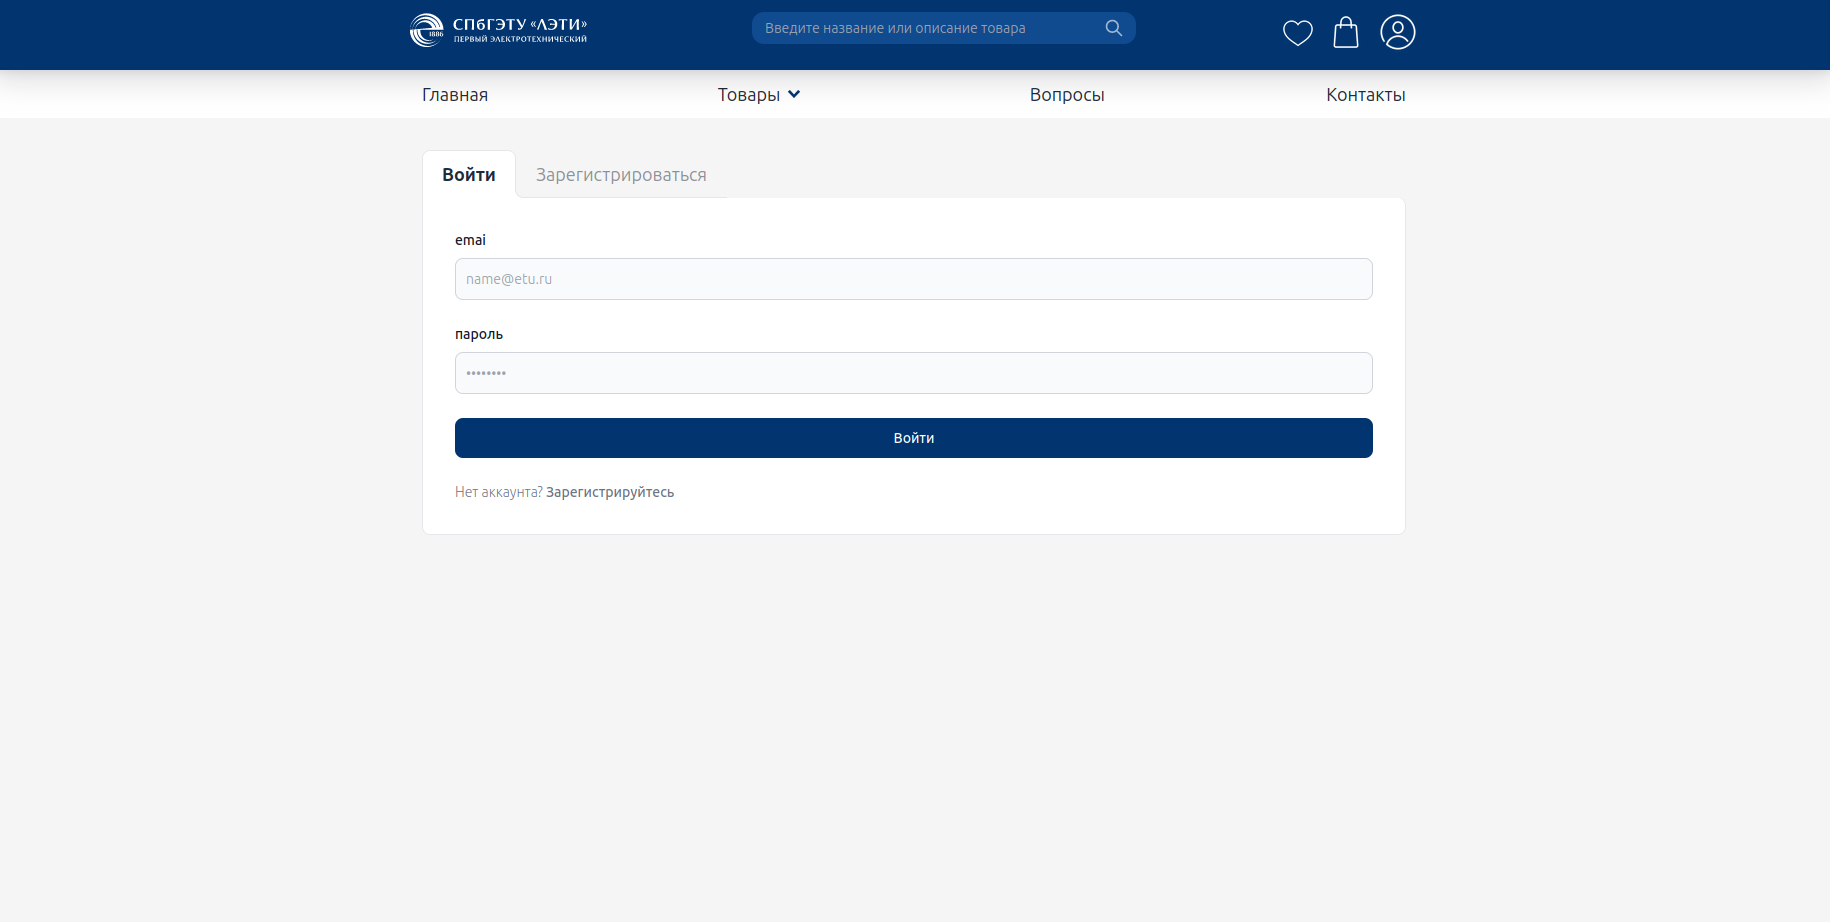 СПбГЭТУ «ЛЭТИ»
ПЕРВЫЙ ЭЛЕКТРОТЕХНИЧЕСКИЙ
1886
Введите название или описание товара
Главная
Товары
Вопросы
Контакты
Войти
Зарегистрироваться
emai
name@etu.ru
пароль
••••••••
Войти
Нет аккаунта? Зарегистрируйтесь